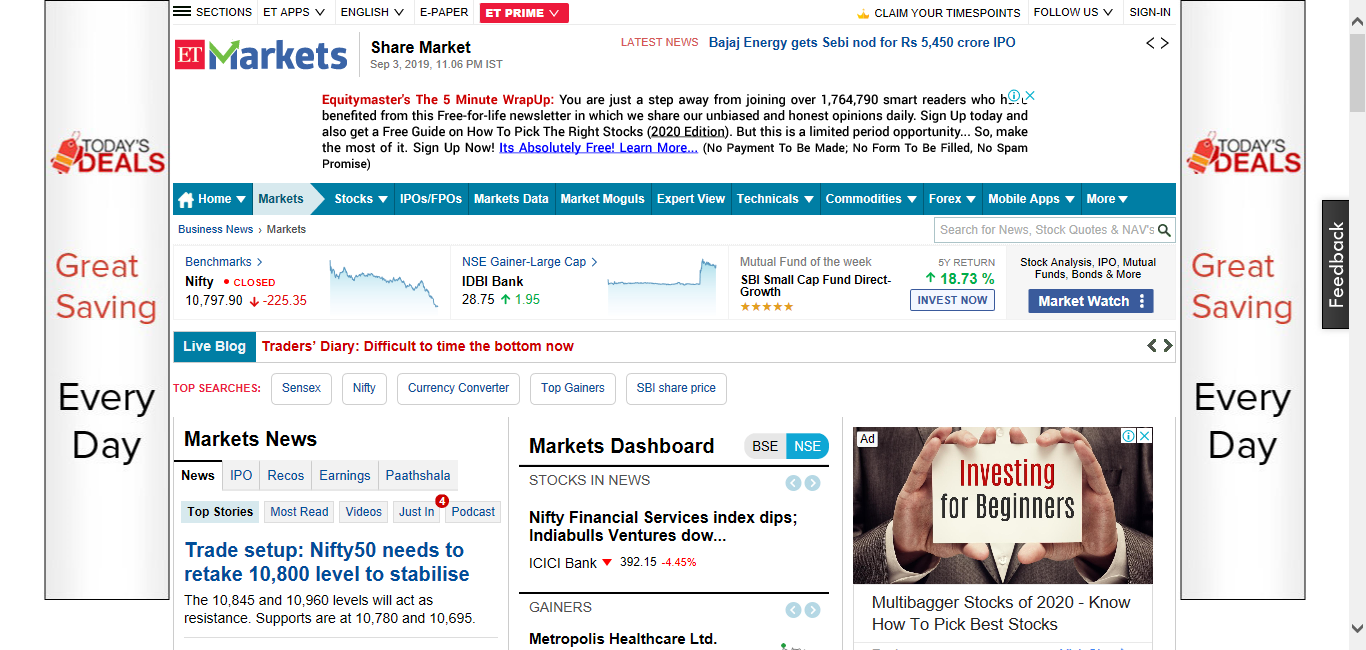 SECTIONS ET APPS ENGLISH E-PAPER ET PRIME CLAIM YOUR TIMESPOINTS FOLLOW US SIGN-IN
ET Markets
Share Market
Sep 3, 2019, 11.06 PM IST
LATEST NEWS Bajaj Energy gets Sebi nod for Rs 5,450 crore IPO
Equitymaster's The 5 Minute WrapUp: You are just a step away from joining over 1,764,790 smart readers who
benefited from this Free-for-life newsletter in which we share our unbiased and honest opinions daily. Sign Up today and
also get a Free Guide on How To Pick The Right Stocks (2020 Edition). But this is a limited period opportunity... So, make
the most of it. Sign Up Now! Its Absolutely Free! Learn More... (No Payment To Be Made; No Form To Be Filled, No Spam
Promise)
TODAY'S
DEALS
Great
Saving
Every
Day
Home Markets Stocks IPOs/FPOs Markets Data Market Moguls Expert View Technicals Commodities Forex Mobile Apps More
Business News › Markets
Search for News, Stock Quotes & NAV's
Benchmarks
Nifty CLOSED
10,797.90 -225.35
NSE Gainer-Large Cap
IDBI Bank
28.75 1.95
Mutual Fund of the week
SBI Small Cap Fund Direct-
Growth
5Y RETURN
18.73 %
INVEST NOW
Stock Analysis, IPO, Mutual
Funds, Bonds & More
Market Watch
Live Blog Traders' Diary: Difficult to time the bottom now
TOP SEARCHES: Sensex Nifty Currency Converter Top Gainers SBI share price
Markets News
News IPO Recos Earnings Paathshala
4
Top Stories Most Read Videos Just In Podcast
Trade setup: Nifty50 needs to
retake 10,800 level to stabilise
The 10,845 and 10,960 levels will act as
resistance. Supports are at 10,780 and 10,695.
Markets Dashboard BSE NSE
STOCKS IN NEWS
Nifty Financial Services index dips;
Indiabulls Ventures dow...
ICICI Bank 392.15 -4.45%
GAINERS
Metropolis Healthcare Ltd.
Ad
Investing
for Beginners
Multibagger Stocks of 2020 - Know
How To Pick Best Stocks
TODAY'S
DEALS
Great
Saving
Every
Day
Feedback